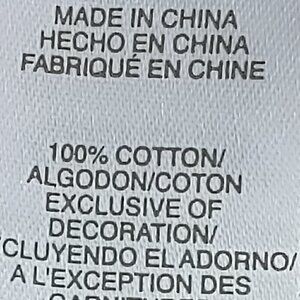 MADE IN CHINA
HECHO EN CHINA
FABRIQUÉ EN CHINE
100% COTTON/
ALGODON/COTON
EXCLUSIVE OF
DECORATION/
CLUYENDO EL ADORNO/
A L'EXCEPTION DES